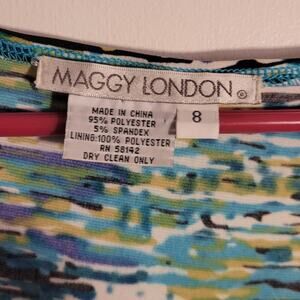 MAGGY LONDON ®
MADE IN CHINA
95% POLYESTER
5% SPANDEX
LINING:100% POLYESTER
RN 58142
DRY CLEAN ONLY
8